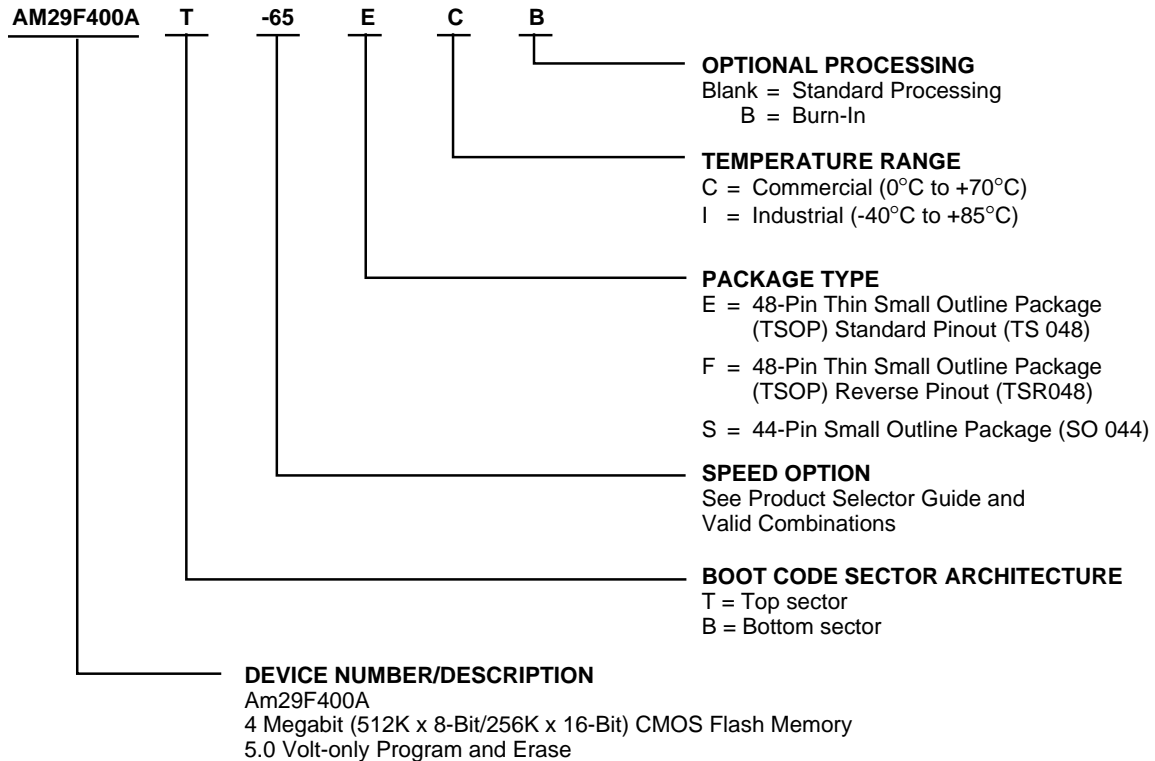 AM29F400A T -65 E C B
OPTIONAL PROCESSING
Blank = Standard Processing
B = Burn-In
TEMPERATURE RANGE
C = Commercial (0°C to +70°C)
I = Industrial (-40°C to +85°C)
PACKAGE TYPE
E = 48-Pin Thin Small Outline Package
(TSOP) Standard Pinout (TS 048)
F = 48-Pin Thin Small Outline Package
(TSOP) Reverse Pinout (TSR048)
S = 44-Pin Small Outline Package (SO 044)
SPEED OPTION
See Product Selector Guide and
Valid Combinations
BOOT CODE SECTOR ARCHITECTURE
T = Top sector
B = Bottom sector
DEVICE NUMBER/DESCRIPTION
Am29F400A
4 Megabit (512K x 8-Bit/256K x 16-Bit) CMOS Flash Memory
5.0 Volt-only Program and Erase